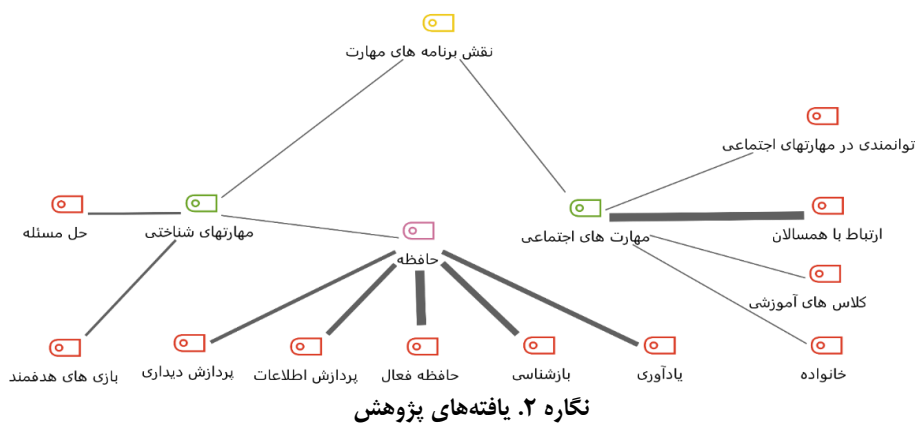 نقش برنامه های مهارت
توانمندی در مهارتهای اجتماعی
ارتباط با همسالان
مهارت های اجتماعی
حافظه
مهارتهای شناختی
حل مسئله
کلاس های آموزشی
خانواده
یادآوری
بازشناسی
حافظه فعال
پردازش اطلاعات
پردازش دیداری
بازی های هدفمند
نگاره ۲. یافته‌های پژوهش